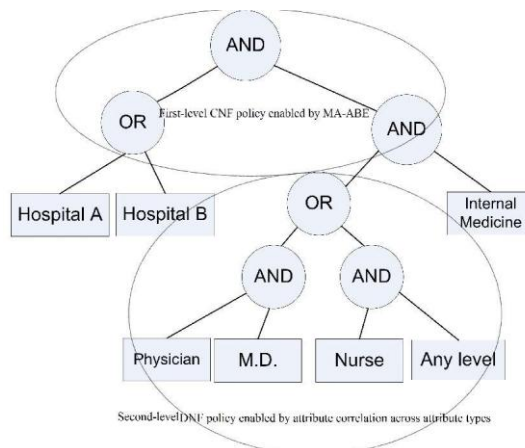 AND
First-level CNF policy enabled by MA-ABE
OR
AND
Hospital A
Hospital B
OR
Internal
Medicine
AND
AND
Physician
M.D.
Nurse
Any level
Second-level DNF policy enabled by attribute correlation across attribute types